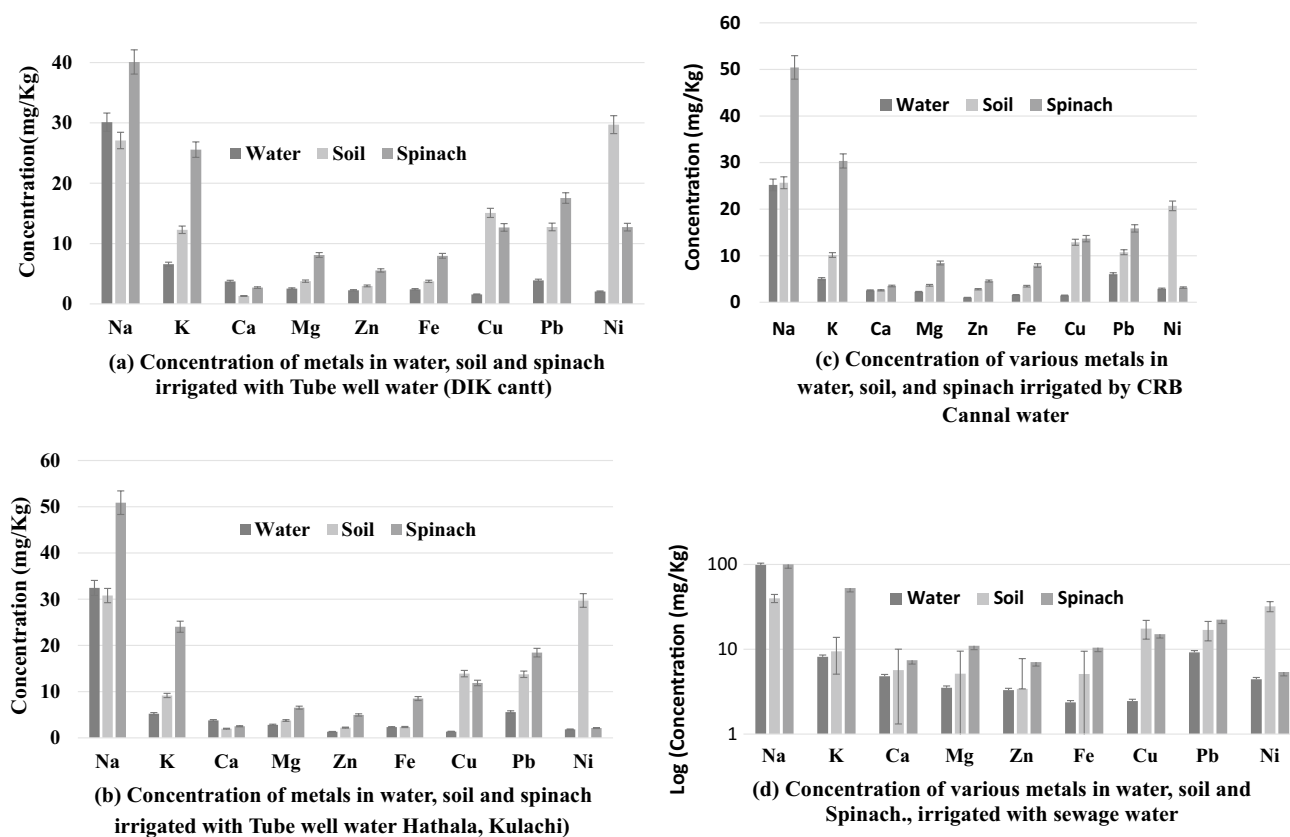 Concentration(mg/Kg)
40
30
20
10
0
Water Soil Spinach
Na K Ca Mg Zn Fe Cu Pb Ni
(a) Concentration of metals in water, soil and spinach
irrigated with Tube well water (DIK cantt)
Concentration (mg/Kg)
60
50
40
30
20
10
0
Water Soil Spinach
Na K Ca Mg Zn Fe Cu Pb Ni
(b) Concentration of metals in water, soil and spinach
irrigated with Tube well water Hathala, Kulachi)
Concentration (mg/Kg)
60
50
40
30
20
10
0
Water Soil Spinach
Na K Ca Mg Zn Fe Cu Pb Ni
(c) Concentration of various metals in
water, soil, and spinach irrigated by CRB
Cannal water
Log (Concentration (mg/Kg)
100
10
1
Water Soil Spinach
Na K Ca Mg Zn Fe Cu Pb Ni
(d) Concentration of various metals in water, soil and
Spinach., irrigated with sewage water